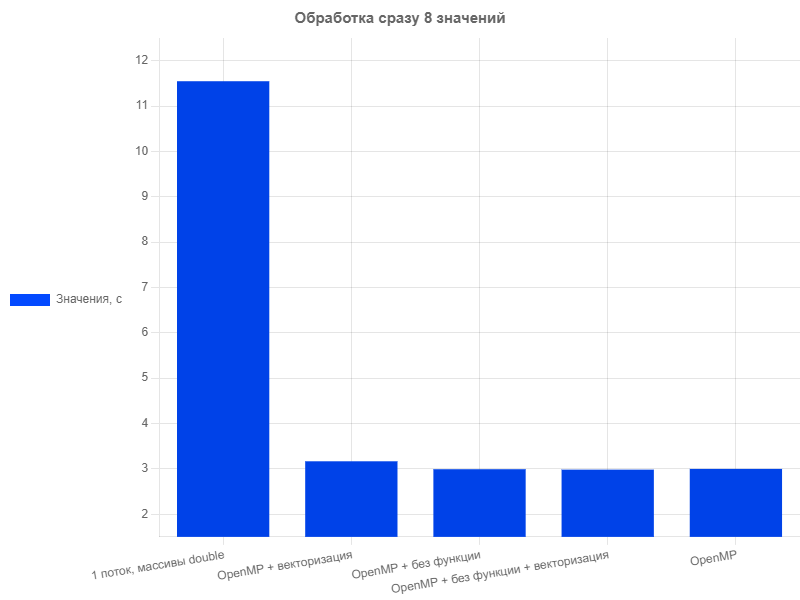 Обработка сразу 8 значений
Значения, с
12
11
10
9
8
7
6
5
4
3
2
1 поток, массивы double
OpenMP + векторизация
OpenMP + без функции
OpenMP + без функции + векторизация
OpenMP